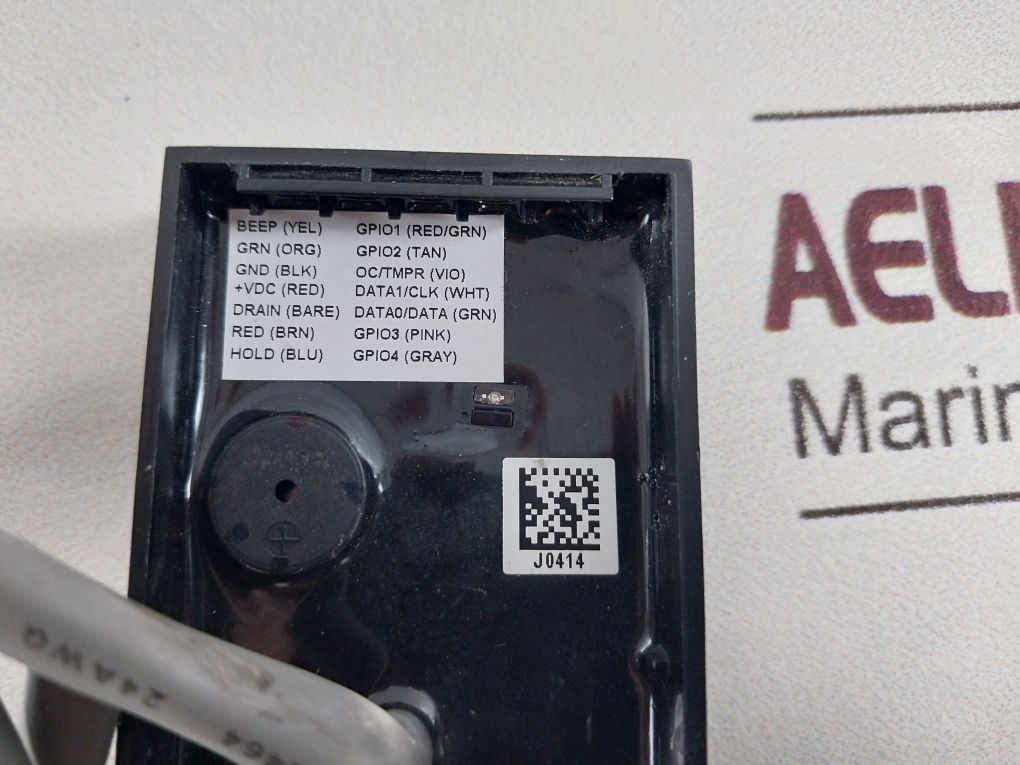 BEEP (YEL) GPIO1 (RED/GRN)
GRN (ORG) GPIO2 (TAN)
GND (BLK) OC/TMPR (VIO)
+VDC (RED) DATA1/CLK (WHT)
DRAIN (BARE) DATA0/DATA (GRN)
RED (BRN) GPIO3 (PINK)
HOLD (BLU) GPIO4 (GRAY)
J0414
24AWG
464
AEL
Marin